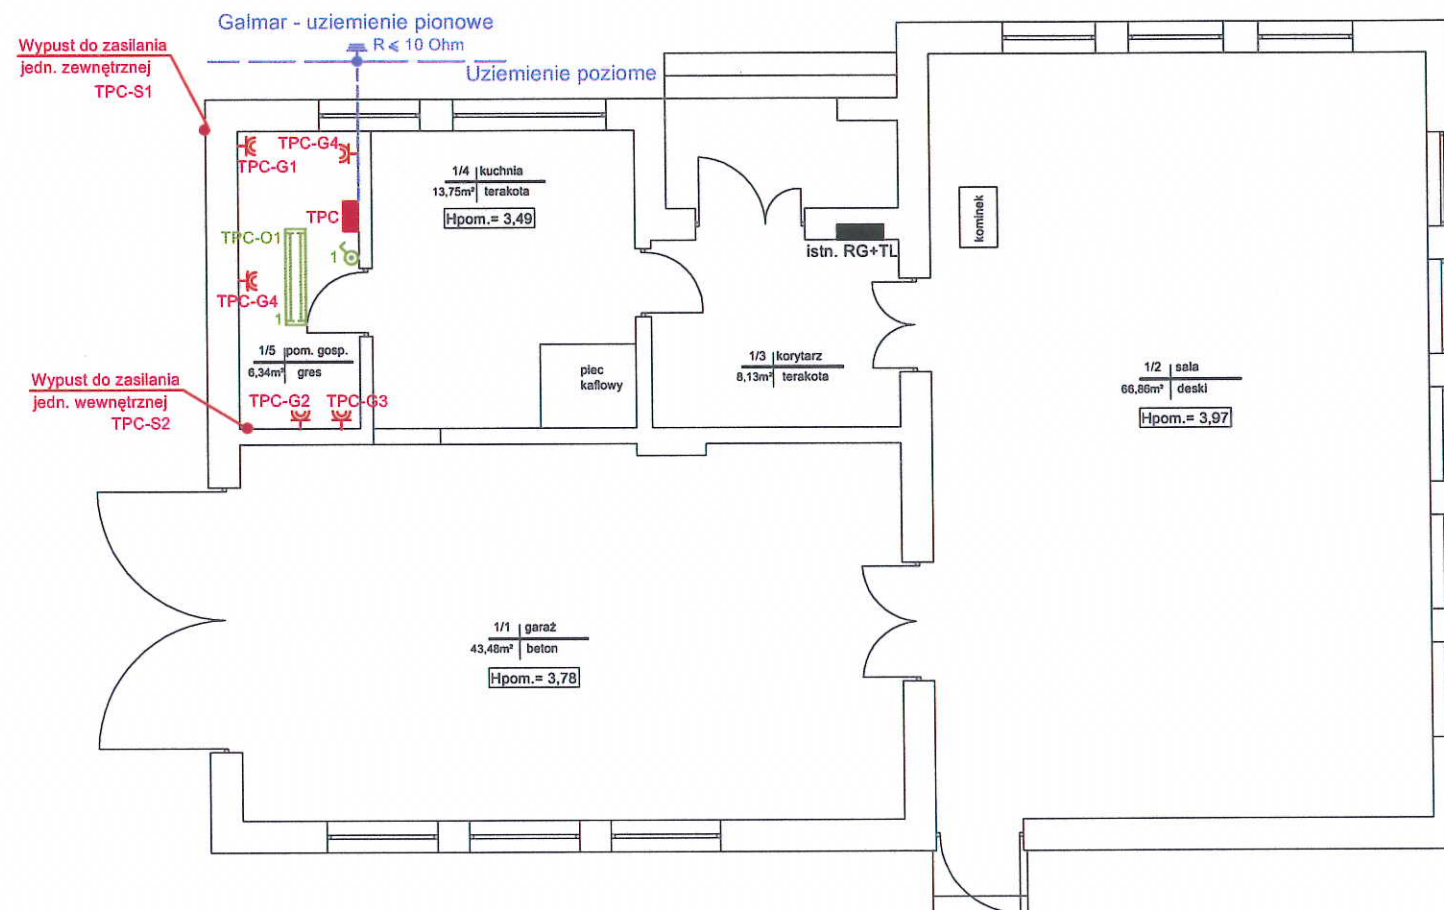 Galmar - uziemienie pionowe
R ⩽ 10 Ohm
Uziemienie poziome
Wypust do zasilania
jedn. zewnętrznej
TPC-S1
TPC-G4
TPC-G1
TPC
TPC-O1
1
TPC-G4
1
1/5 pom. gosp.
6,34m² gres
Wypust do zasilania
jedn. wewnętrznej
TPC-S2
TPC-G2
TPC-G3
1/4 kuchnia
13,75m² terakota
Hpom.= 3,49
piec
kaflowy
istn. RG+TL
1/3 korytarz
8,13m² terakota
kominek
1/2 sala
66,86m² deski
Hpom.= 3,97
1/1 garaż
43,48m² beton
Hpom.= 3,78